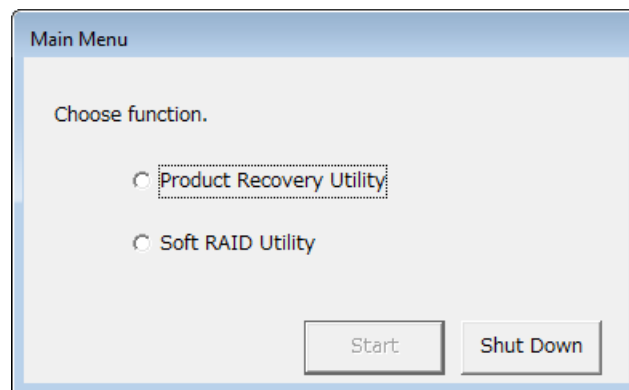 Main Menu
Choose function.
Product Recovery Utility
Soft RAID Utility
Start
Shut Down